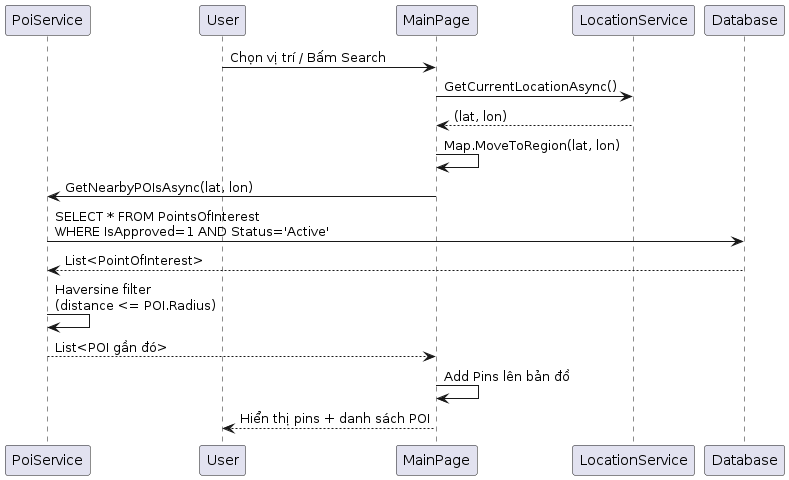 PoiService User MainPage LocationService Database
Chọn vị trí / Bấm Search
GetCurrentLocationAsync()
(lat, lon)
Map.MoveToRegion(lat, lon)
GetNearbyPOIsAsync(lat, lon)
SELECT * FROM PointsOfInterest
WHERE IsApproved=1 AND Status='Active'
List<PointOfInterest>
Haversine filter
(distance <= POI.Radius)
List<POI gần đó>
Add Pins lên bản đồ
Hiển thị pins + danh sách POI
PoiService User MainPage LocationService Database